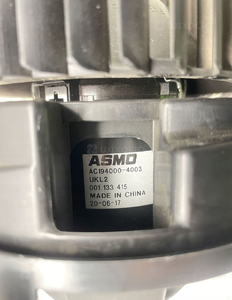 ASMO
AC194000-4003
UKL2
001 133 415
MADE IN CHINA
20-06-17